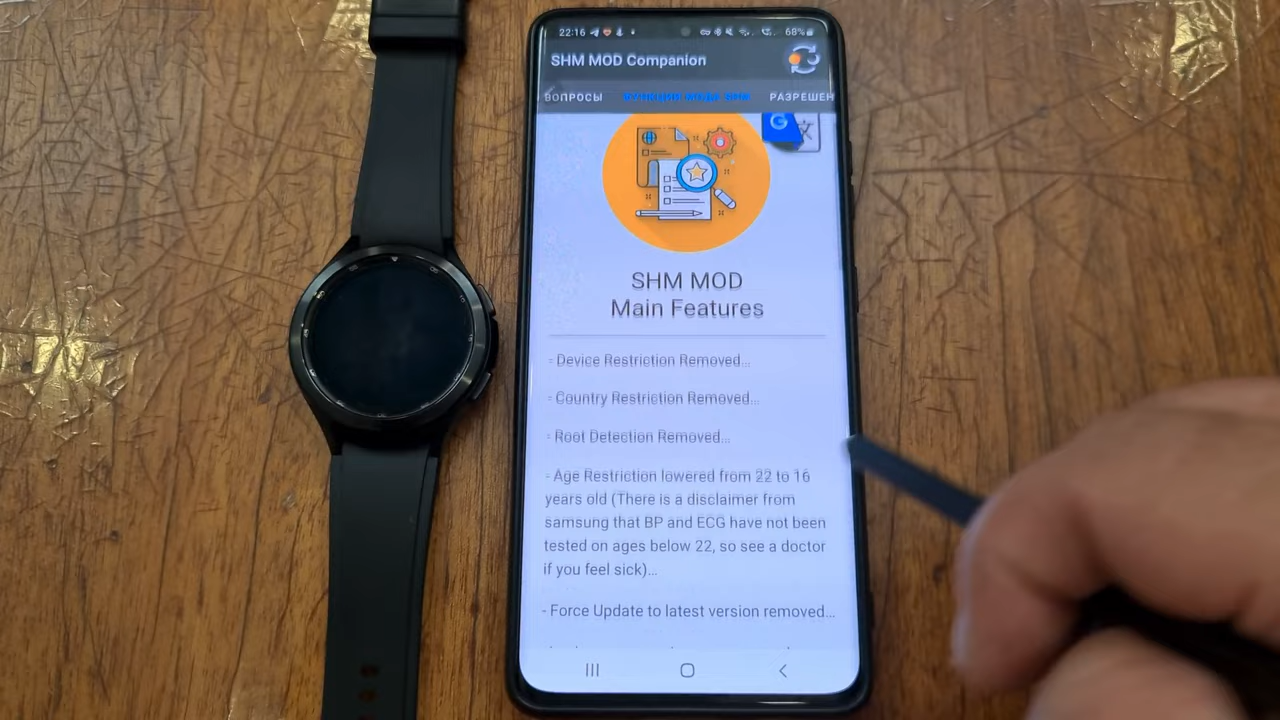 22:16
68%
SHM MOD Companion
ВОПРОСЫ ФУНКЦИИ МОДА SHM РАЗРЕШЕН
G
SHM MOD
Main Features
- Device Restriction Removed...
- Country Restriction Removed...
- Root Detection Removed...
- Age Restriction lowered from 22 to 16
years old (There is a disclaimer from
samsung that BP and ECG have not been
tested on ages below 22, so see a doctor
if you feel sick)...
- Force Update to latest version removed...